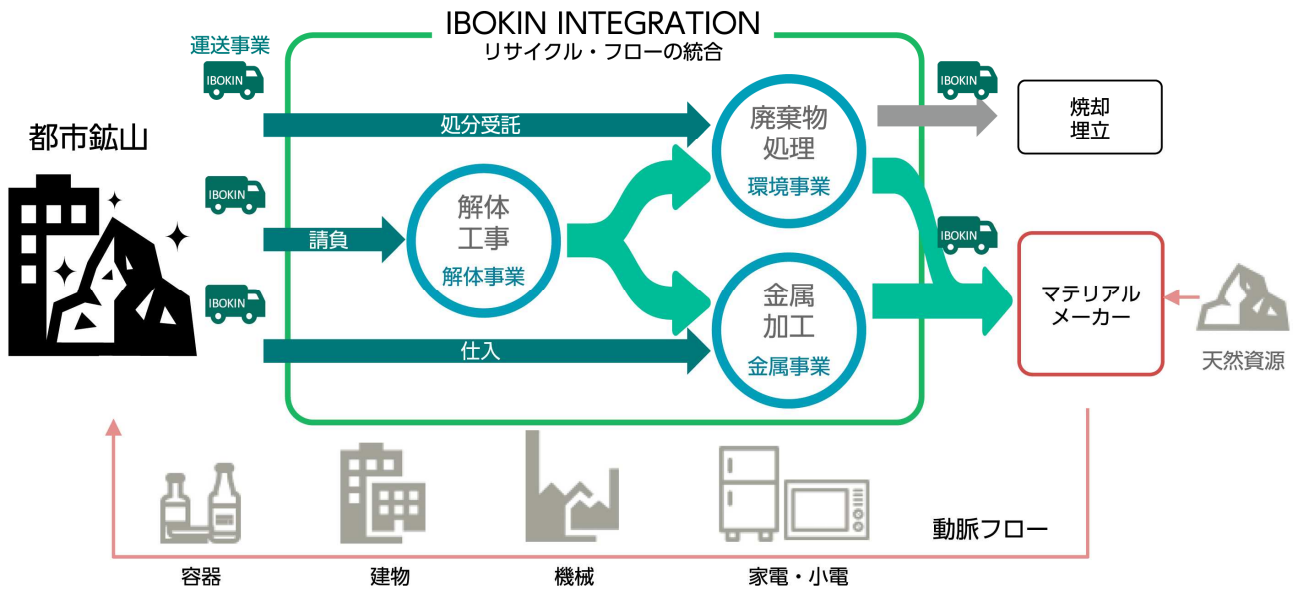 IBOKIN INTEGRATION
リサイクル・フローの統合
運送事業
IBOKIN
IBOKIN
都市鉱山
処分受託
廃棄物
処理
環境事業
焼却
埋立
IBOKIN
請負
解体
工事
解体事業
IBOKIN
IBOKIN
仕入
金属
加工
金属事業
マテリアル
メーカー
天然資源
動脈フロー
容器
建物
機械
家電・小電